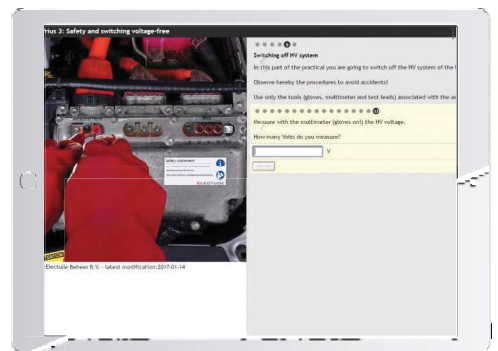 rius 3: Safety and switching voltage-free
Switching off HV system
In this part of the practical you are going to switch off the HV system of the
Observe hereby the procedures to avoid accidents!
Use only the tools (gloves, multimeter and test leads) associated with the as
Measure with the multimeter (gloves on!) the HV voltage.
How many Volts do you measure?
V
Safety statement
Electude Beheer B.V. - latest modification:2017-01-14